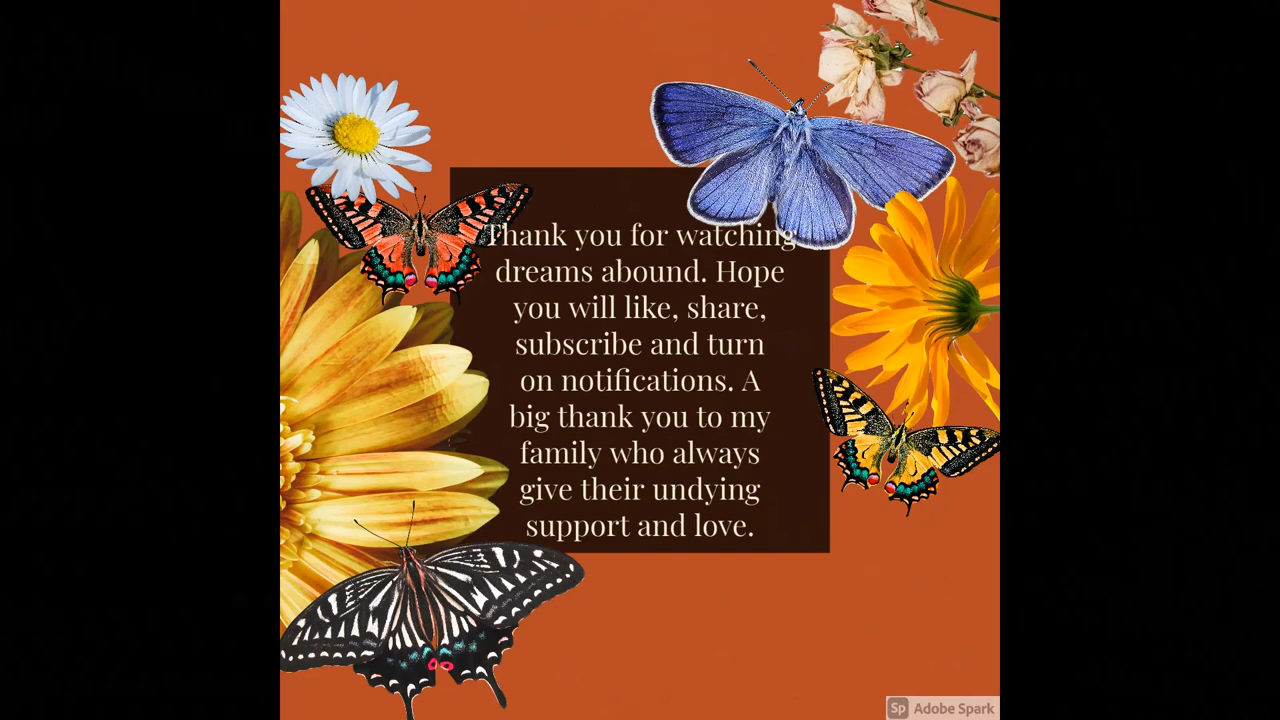 Thank you for watching
dreams abound. Hope
you will like, share,
subscribe and turn
on notifications. A
big thank you to my
family who always
give their undying
support and love.
Sp Adobe Spark